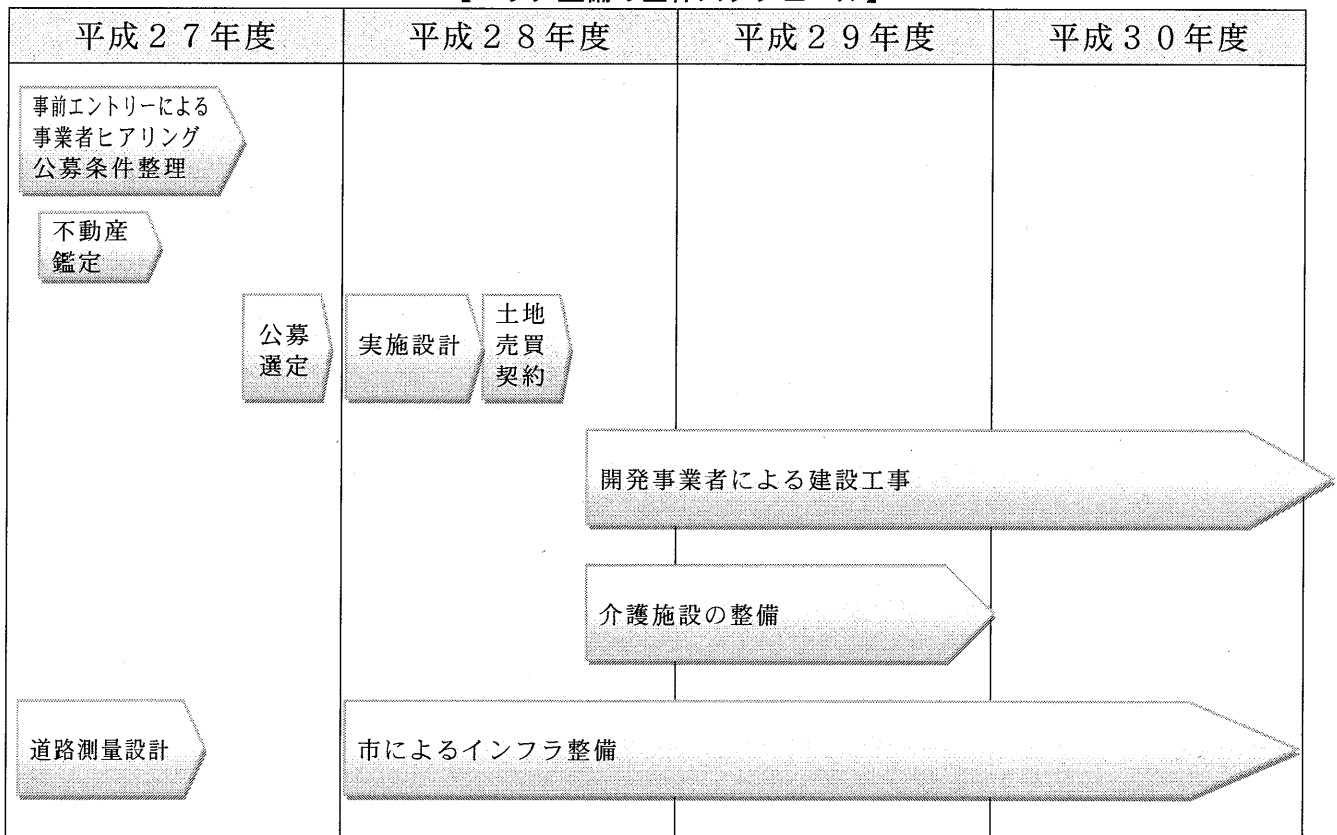 平成27年度 平成28年度 平成29年度 平成30年度
事前エントリーによる
事業者ヒアリング
公募条件整理
不動産
鑑定
公募
選定
実施設計
土地
売買
契約
開発事業者による建設工事
介護施設の整備
道路測量設計
市によるインフラ整備